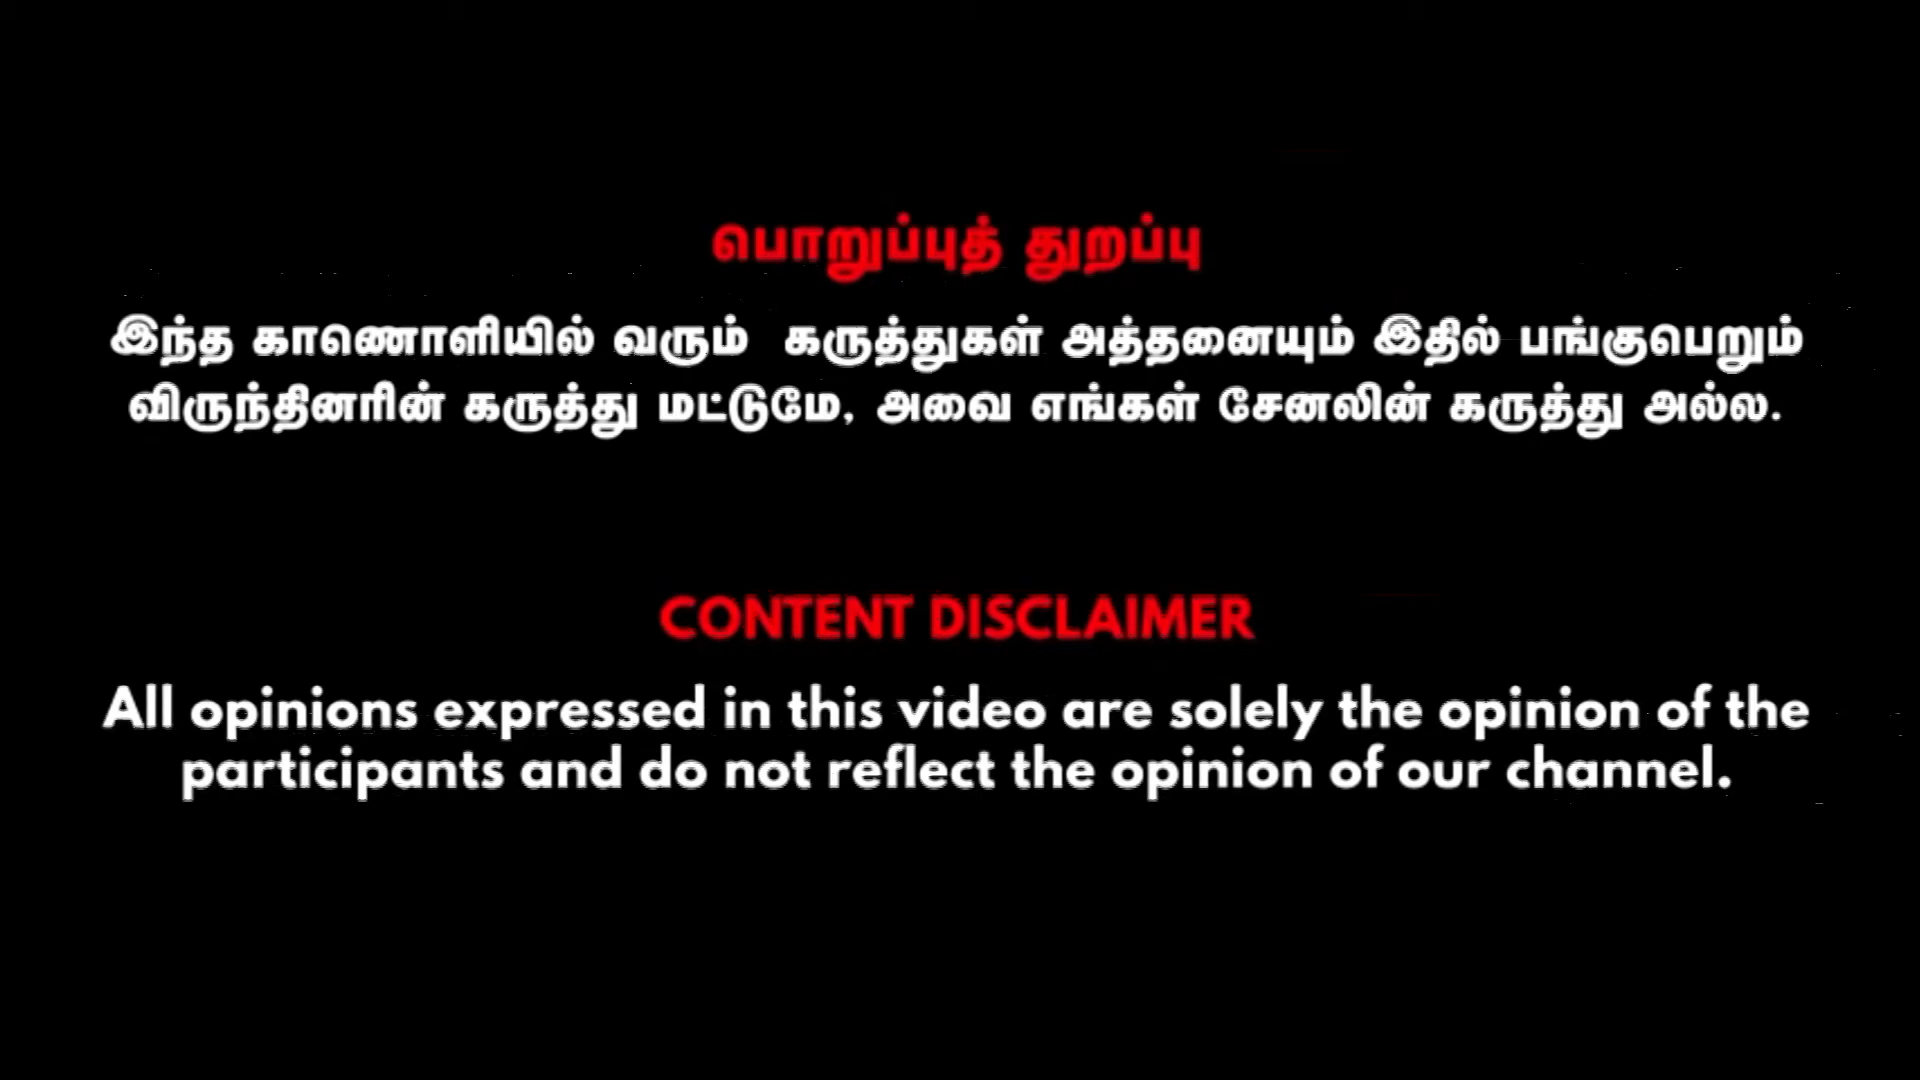 பொறுப்புத் துறப்பு
இந்த காணொளியில் வரும் கருத்துகள் அத்தனையும் இதில் பங்குபெறும்
விருந்தினரின் கருத்து மட்டுமே, அவை எங்கள் சேனலின் கருத்து அல்ல.
CONTENT DISCLAIMER
All opinions expressed in this video are solely the opinion of the
participants and do not reflect the opinion of our channel.